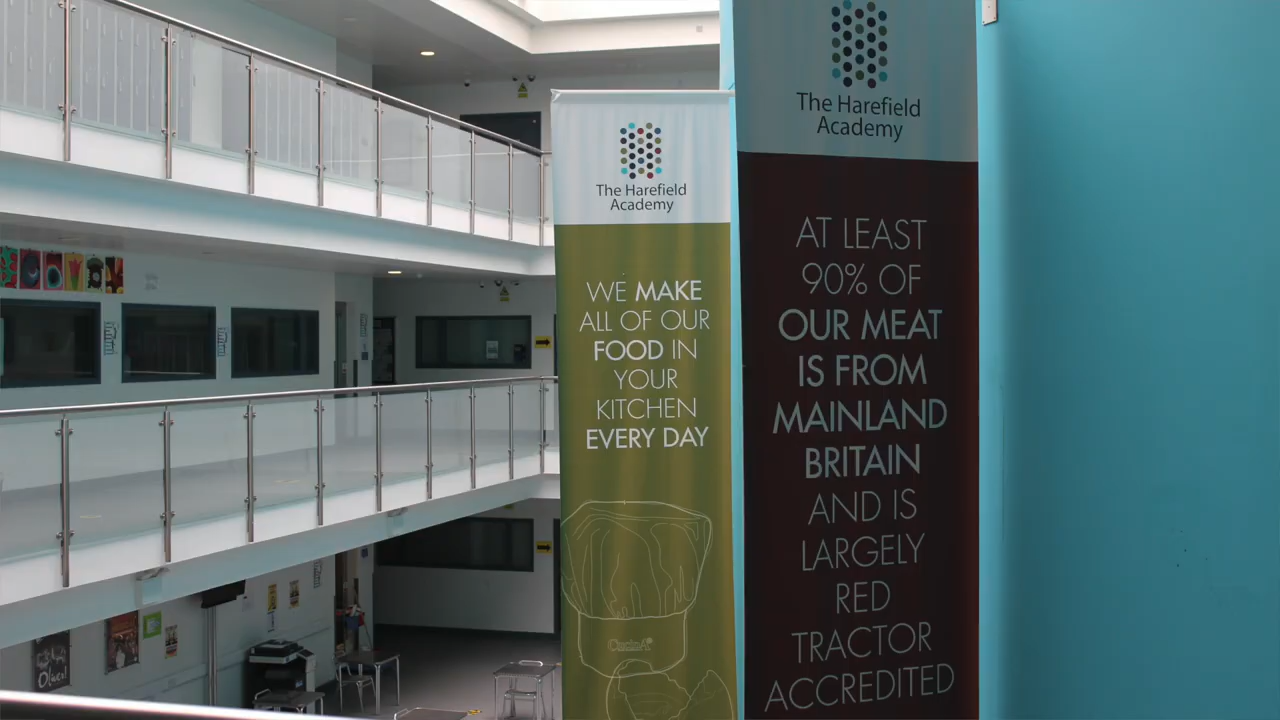 The Harefield
Academy
WE MAKE
ALL OF OUR
FOOD IN
YOUR
KITCHEN
EVERY DAY
The Harefield
Academy
AT LEAST
90% OF
OUR MEAT
IS FROM
MAINLAND
BRITAIN
AND IS
LARGELY
RED
TRACTOR
ACCREDITED
Oliver!